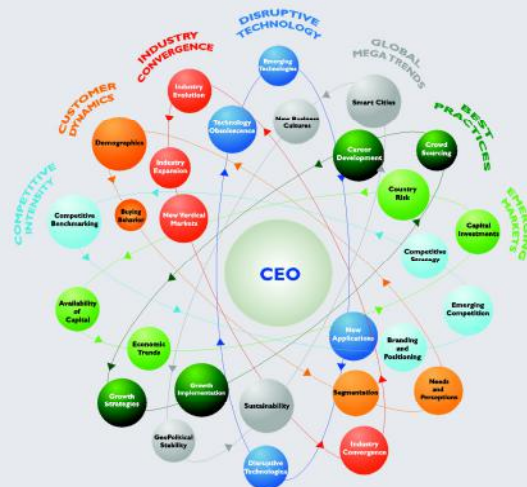 DISRUPTIVE
TECHNOLOGY
INDUSTRY
CONVERGENCE
GLOBAL
MEGA TRENDS
CUSTOMER
DYNAMICS
BEST
PRACTICES
COMPETITIVE
INTENSITY
EMERGING
MARKETS
Emerging
Technologies
Industry
Evolution
Smart Cities
Technology
Obsolescence
New Business
Cultures
Demographics
Career
Development
Crowd
Sourcing
Industry
Expansion
Country
Risk
Competitive
Benchmarking
Buying
Behavior
New Vertical
Markets
Capital
Investments
Competitive
Strategy
CEO
Availability
of
Capital
Emerging
Competition
Economic
Trends
New
Applications
Branding and
Positioning
Growth
Strategies
Growth
Implementation
Sustainability
Segmentation
Needs
and
Perceptions
GeoPolitical
Stability
Industry
Convergence
Disruptive
Technologies